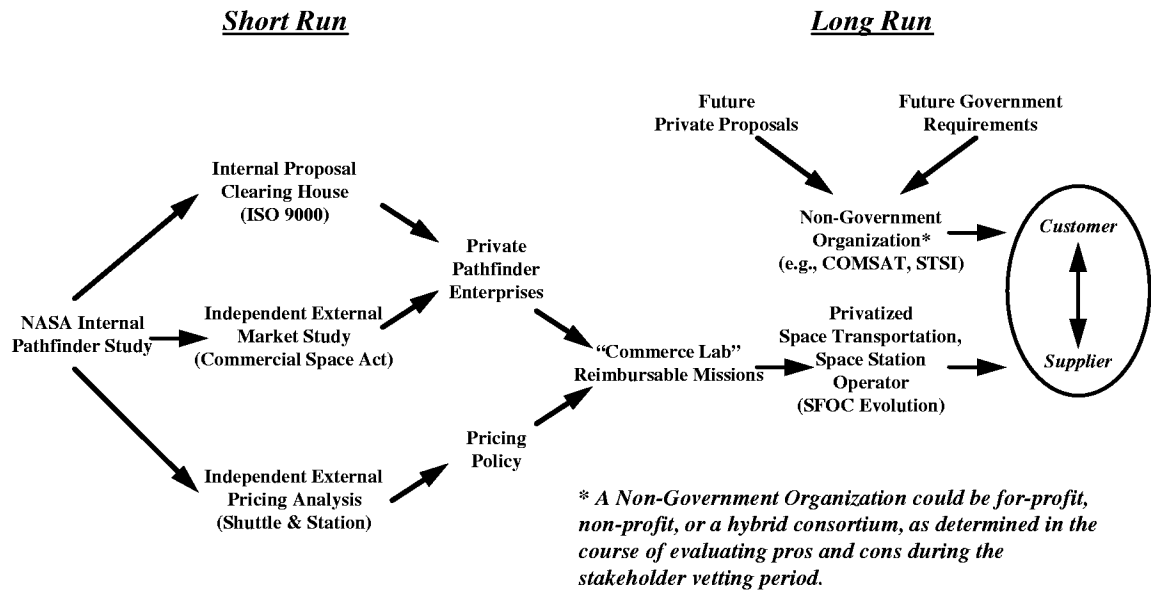 Short Run
Long Run
Future
Private Proposals
Future Government
Requirements
Internal Proposal
Clearing House
(ISO 9000)
Non-Government
Organization*
(e.g., COMSAT, STSI)
Customer
Private
Pathfinder
Enterprises
NASA Internal
Pathfinder Study
Independent External
Market Study
(Commercial Space Act)
“Commerce Lab”
Reimbursable Missions
Privatized
Space Transportation,
Space Station
Operator
(SFOC Evolution)
Supplier
Pricing
Policy
Independent External
Pricing Analysis
(Shuttle & Station)
* A Non-Government Organization could be for-profit,
non-profit, or a hybrid consortium, as determined in the
course of evaluating pros and cons during the
stakeholder vetting period.